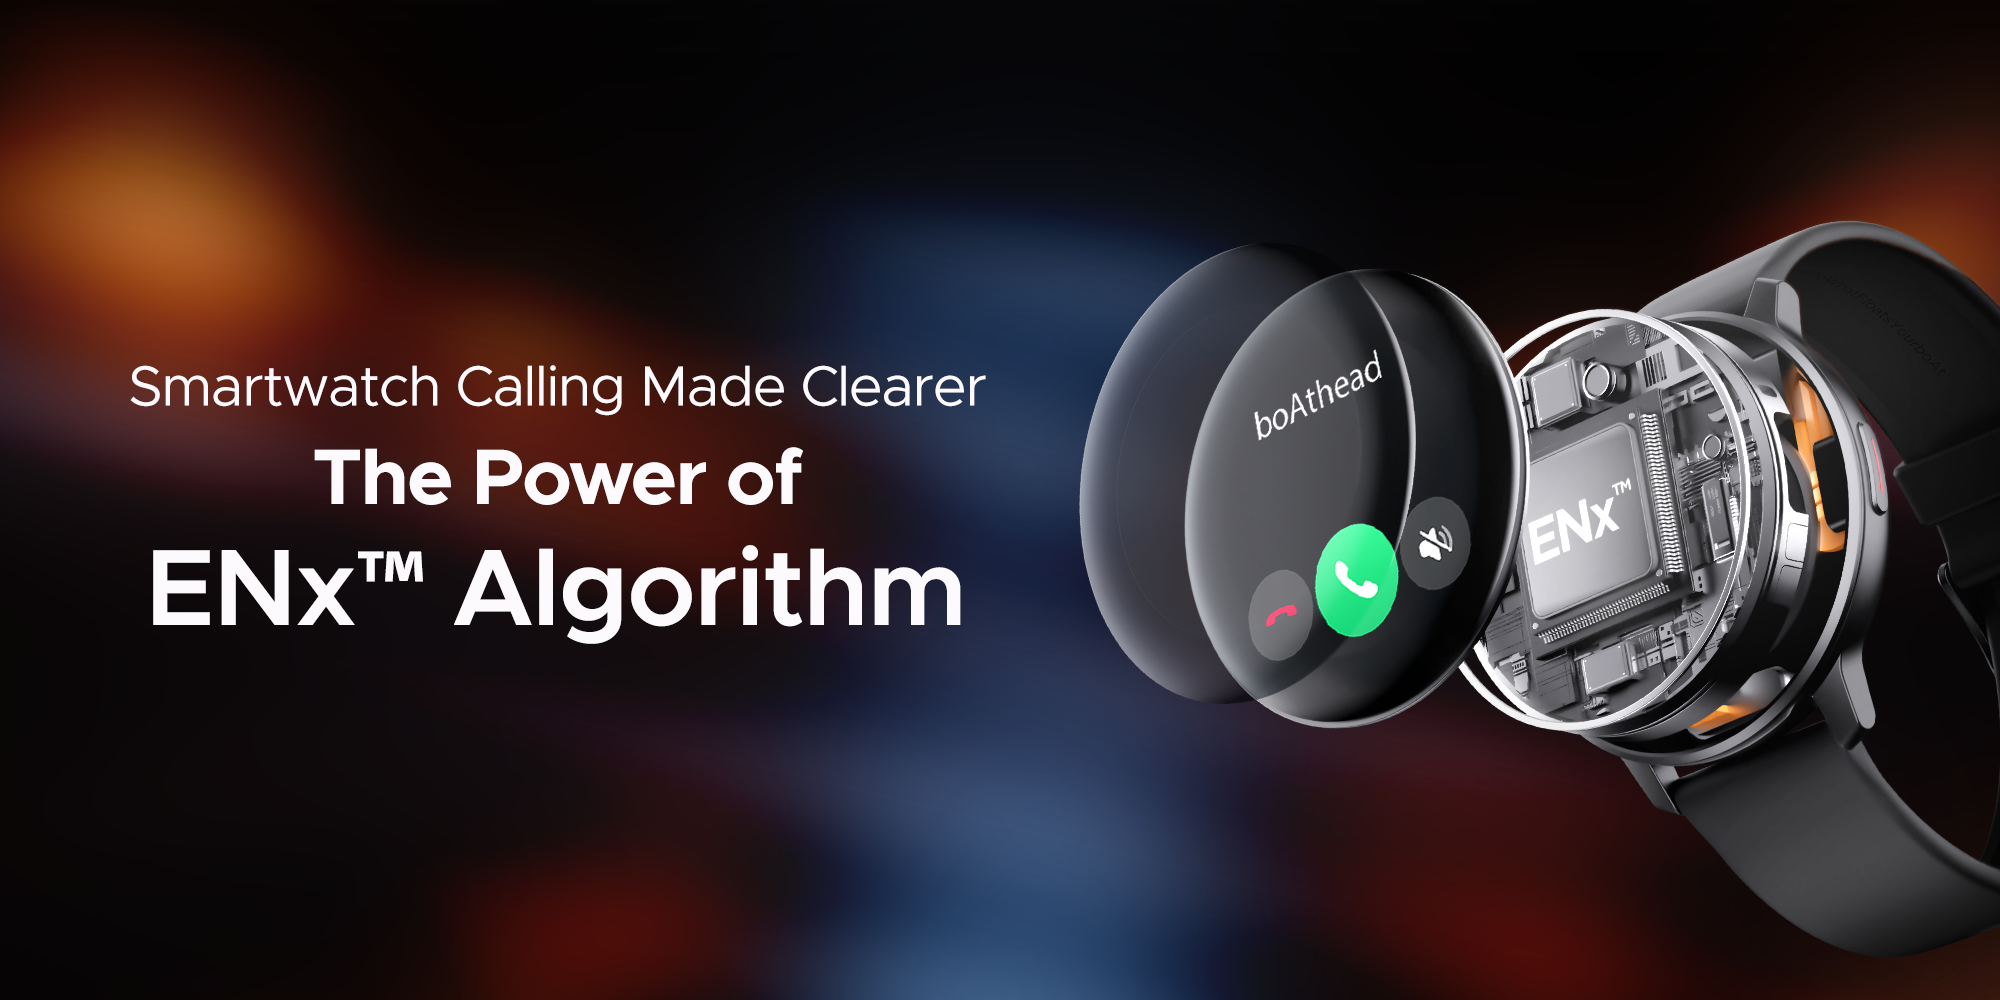 Smartwatch Calling Made Clearer
The Power of
ENx™ Algorithm
boAthead
ENx™